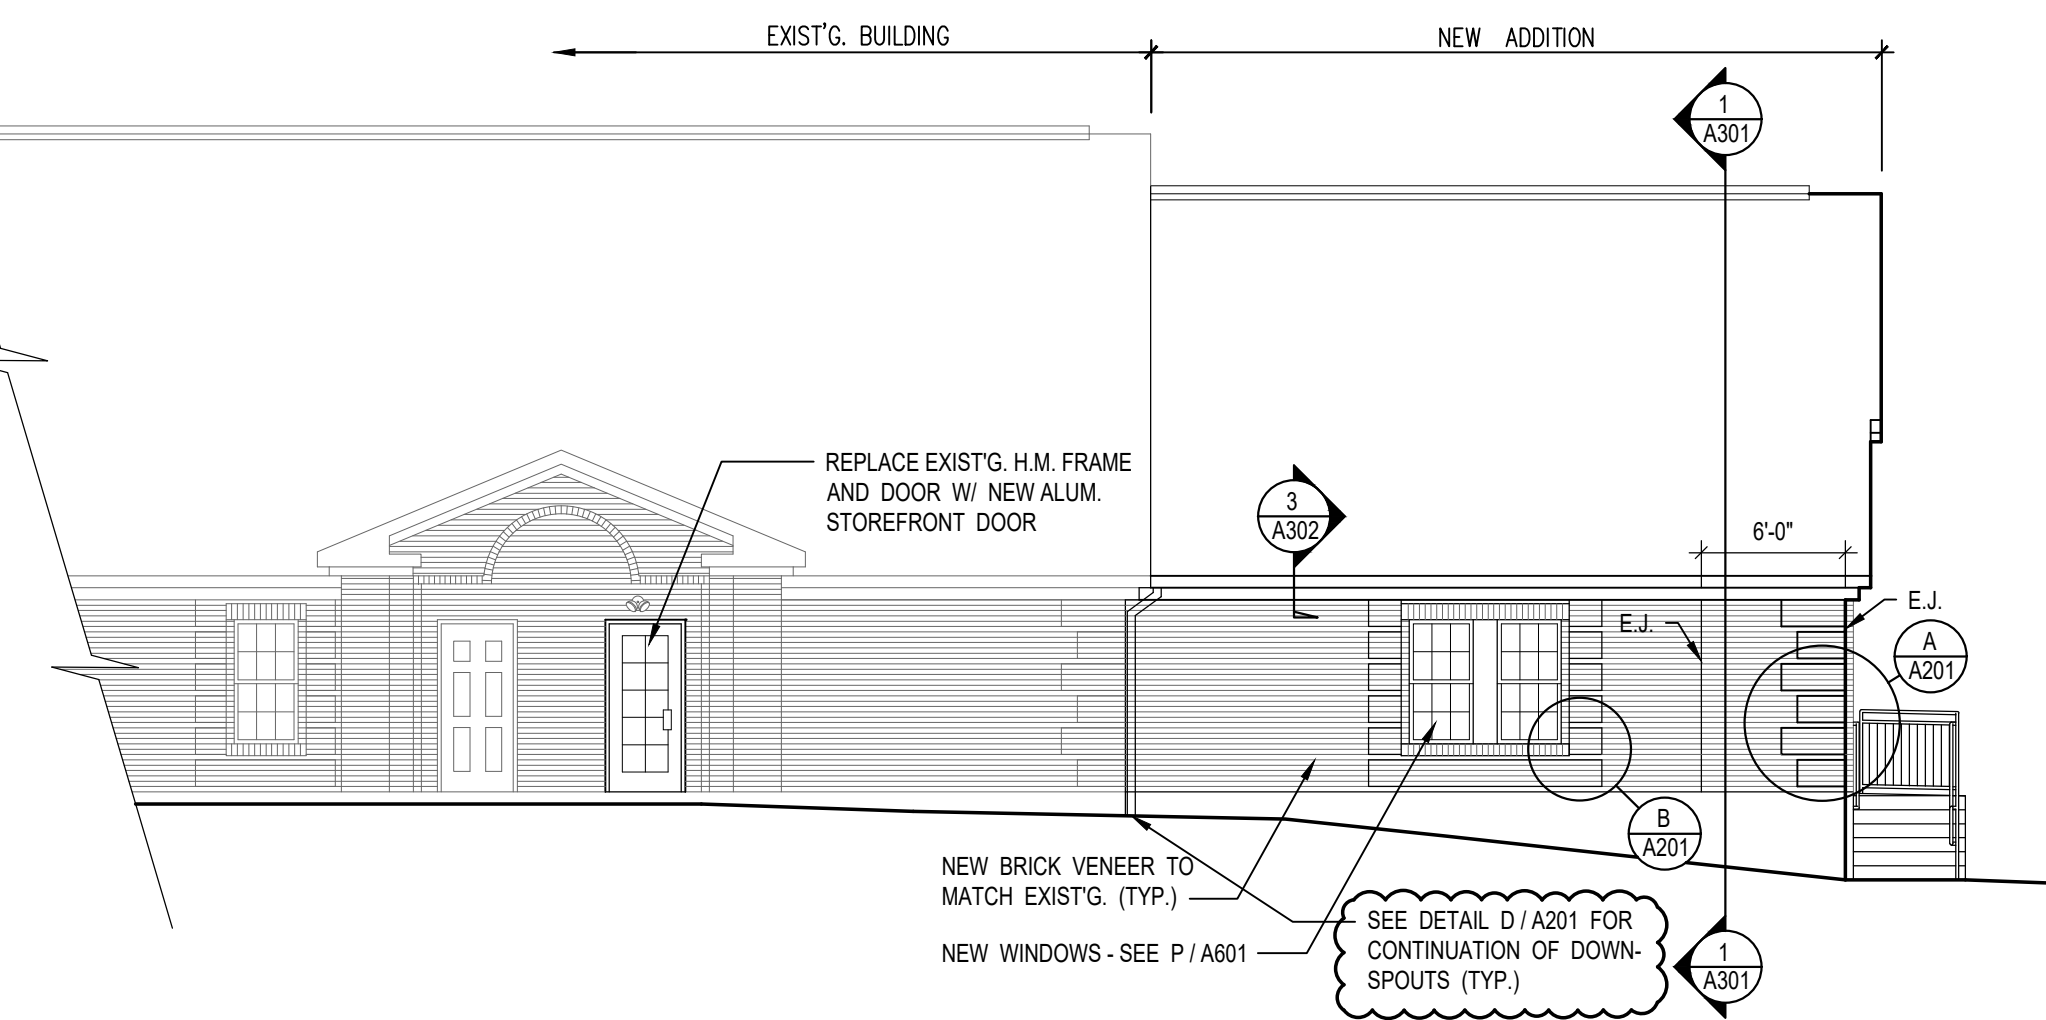 EXIST'G. BUILDING
NEW ADDITION
1
A301
REPLACE EXIST'G. H.M. FRAME
AND DOOR W/ NEW ALUM.
STOREFRONT DOOR
3
A302
6'-0"
E.J.
E.J.
A
A201
B
A201
NEW BRICK VENEER TO
MATCH EXIST'G. (TYP.)
NEW WINDOWS - SEE P / A601
SEE DETAIL D / A201 FOR
CONTINUATION OF DOWN-
SPOUTS (TYP.)
1
A301